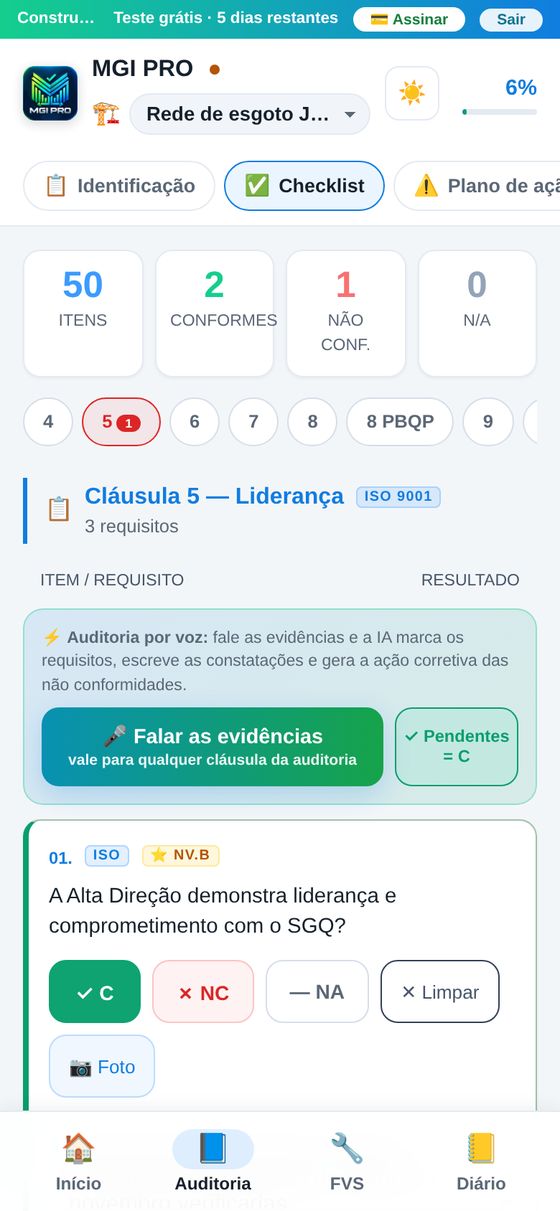 Constru...
Teste grátis · 5 dias restantes
💳 Assinar
Sair
MGI PRO
MGI PRO
🏗️ Rede de esgoto J...
☀️
6%
📋 Identificação
✅ Checklist
⚠️ Plano de açã
50
ITENS
2
CONFORMES
1
NÃO
CONF.
0
N/A
4
5 1
6
7
8
8 PBQP
9
📋 Cláusula 5 — Liderança ISO 9001
3 requisitos
ITEM / REQUISITO
RESULTADO
⚡ Auditoria por voz: fale as evidências e a IA marca os
requisitos, escreve as constatações e gera a ação corretiva das
não conformidades.
🎤 Falar as evidências
vale para qualquer cláusula da auditoria
✓ Pendentes
= C
01. ISO ⭐ NV.B
A Alta Direção demonstra liderança e
comprometimento com o SGQ?
✓ C
✕ NC
— NA
✕ Limpar
📷 Foto
novembro verificarias
🏠 Início
📘 Auditoria
🔧 FVS
📒 Diário